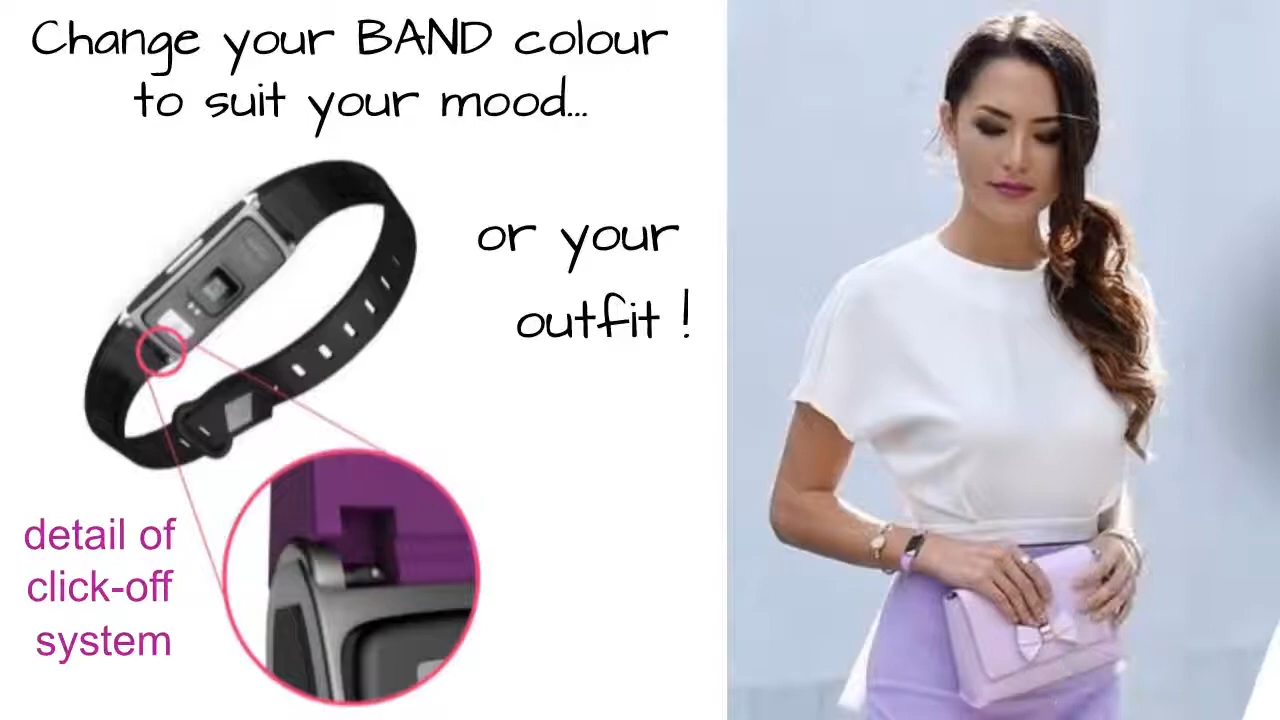 Change your BAND colour
to suit your mood...
or your
outfit !
detail of
click-off
system